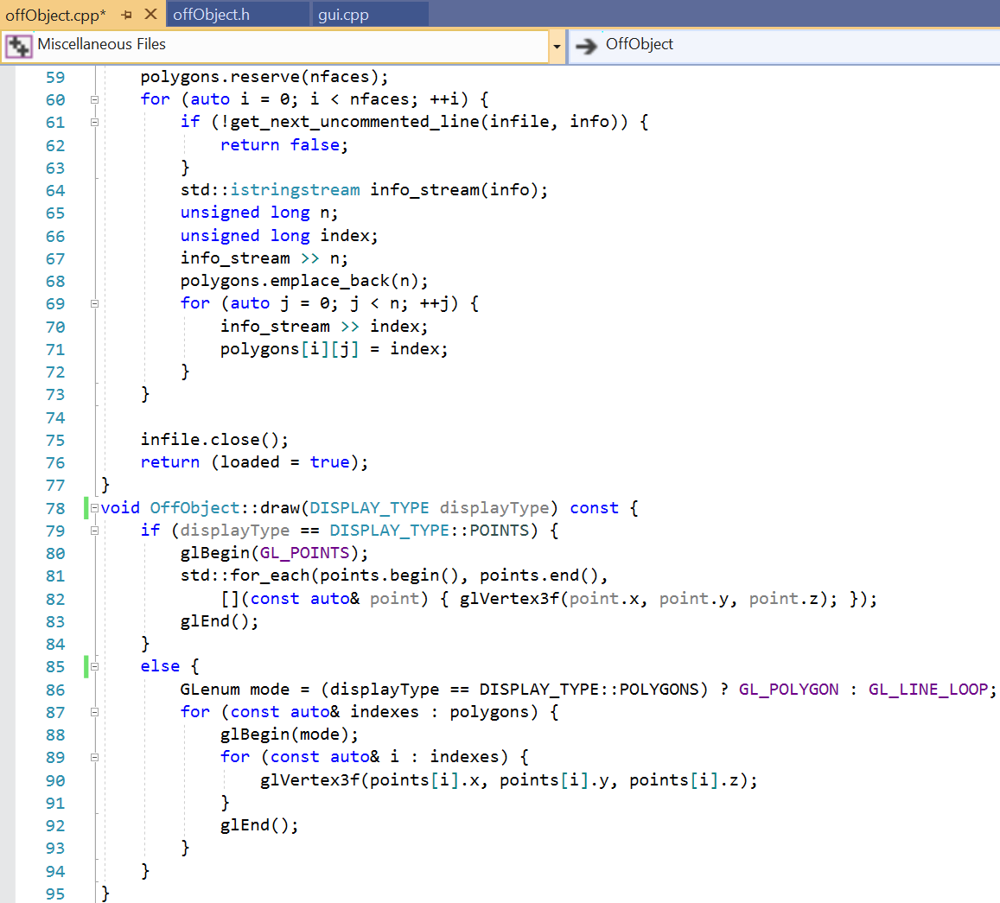 offObject.cpp* offObject.h gui.cpp
Miscellaneous Files OffObject
59 polygons.reserve(nfaces);
60 for (auto i = 0; i < nfaces; ++i) {
61 if (!get_next_uncommented_line(infile, info)) {
62 return false;
63 }
64 std::istringstream info_stream(info);
65 unsigned long n;
66 unsigned long index;
67 info_stream >> n;
68 polygons.emplace_back(n);
69 for (auto j = 0; j < n; ++j) {
70 info_stream >> index;
71 polygons[i][j] = index;
72 }
73 }
74
75 infile.close();
76 return (loaded = true);
77 }
78 void OffObject::draw(DISPLAY_TYPE displayType) const {
79 if (displayType == DISPLAY_TYPE::POINTS) {
80 glBegin(GL_POINTS);
81 std::for_each(points.begin(), points.end(),
82 [](const auto& point) { glVertex3f(point.x, point.y, point.z); });
83 glEnd();
84 }
85 else {
86 GLenum mode = (displayType == DISPLAY_TYPE::POLYGONS) ? GL_POLYGON : GL_LINE_LOOP;
87 for (const auto& indexes : polygons) {
88 glBegin(mode);
89 for (const auto& i : indexes) {
90 glVertex3f(points[i].x, points[i].y, points[i].z);
91 }
92 glEnd();
93 }
94 }
95 }